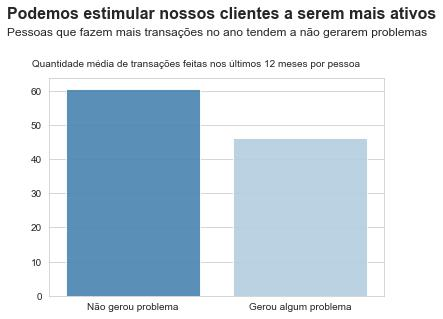 Podemos estimular nossos clientes a serem mais ativos
Pessoas que fazem mais transações no ano tendem a não gerarem problemas
Quantidade média de transações feitas nos últimos 12 meses por pessoa
60
50
40
30
20
10
0
Não gerou problema
Gerou algum problema